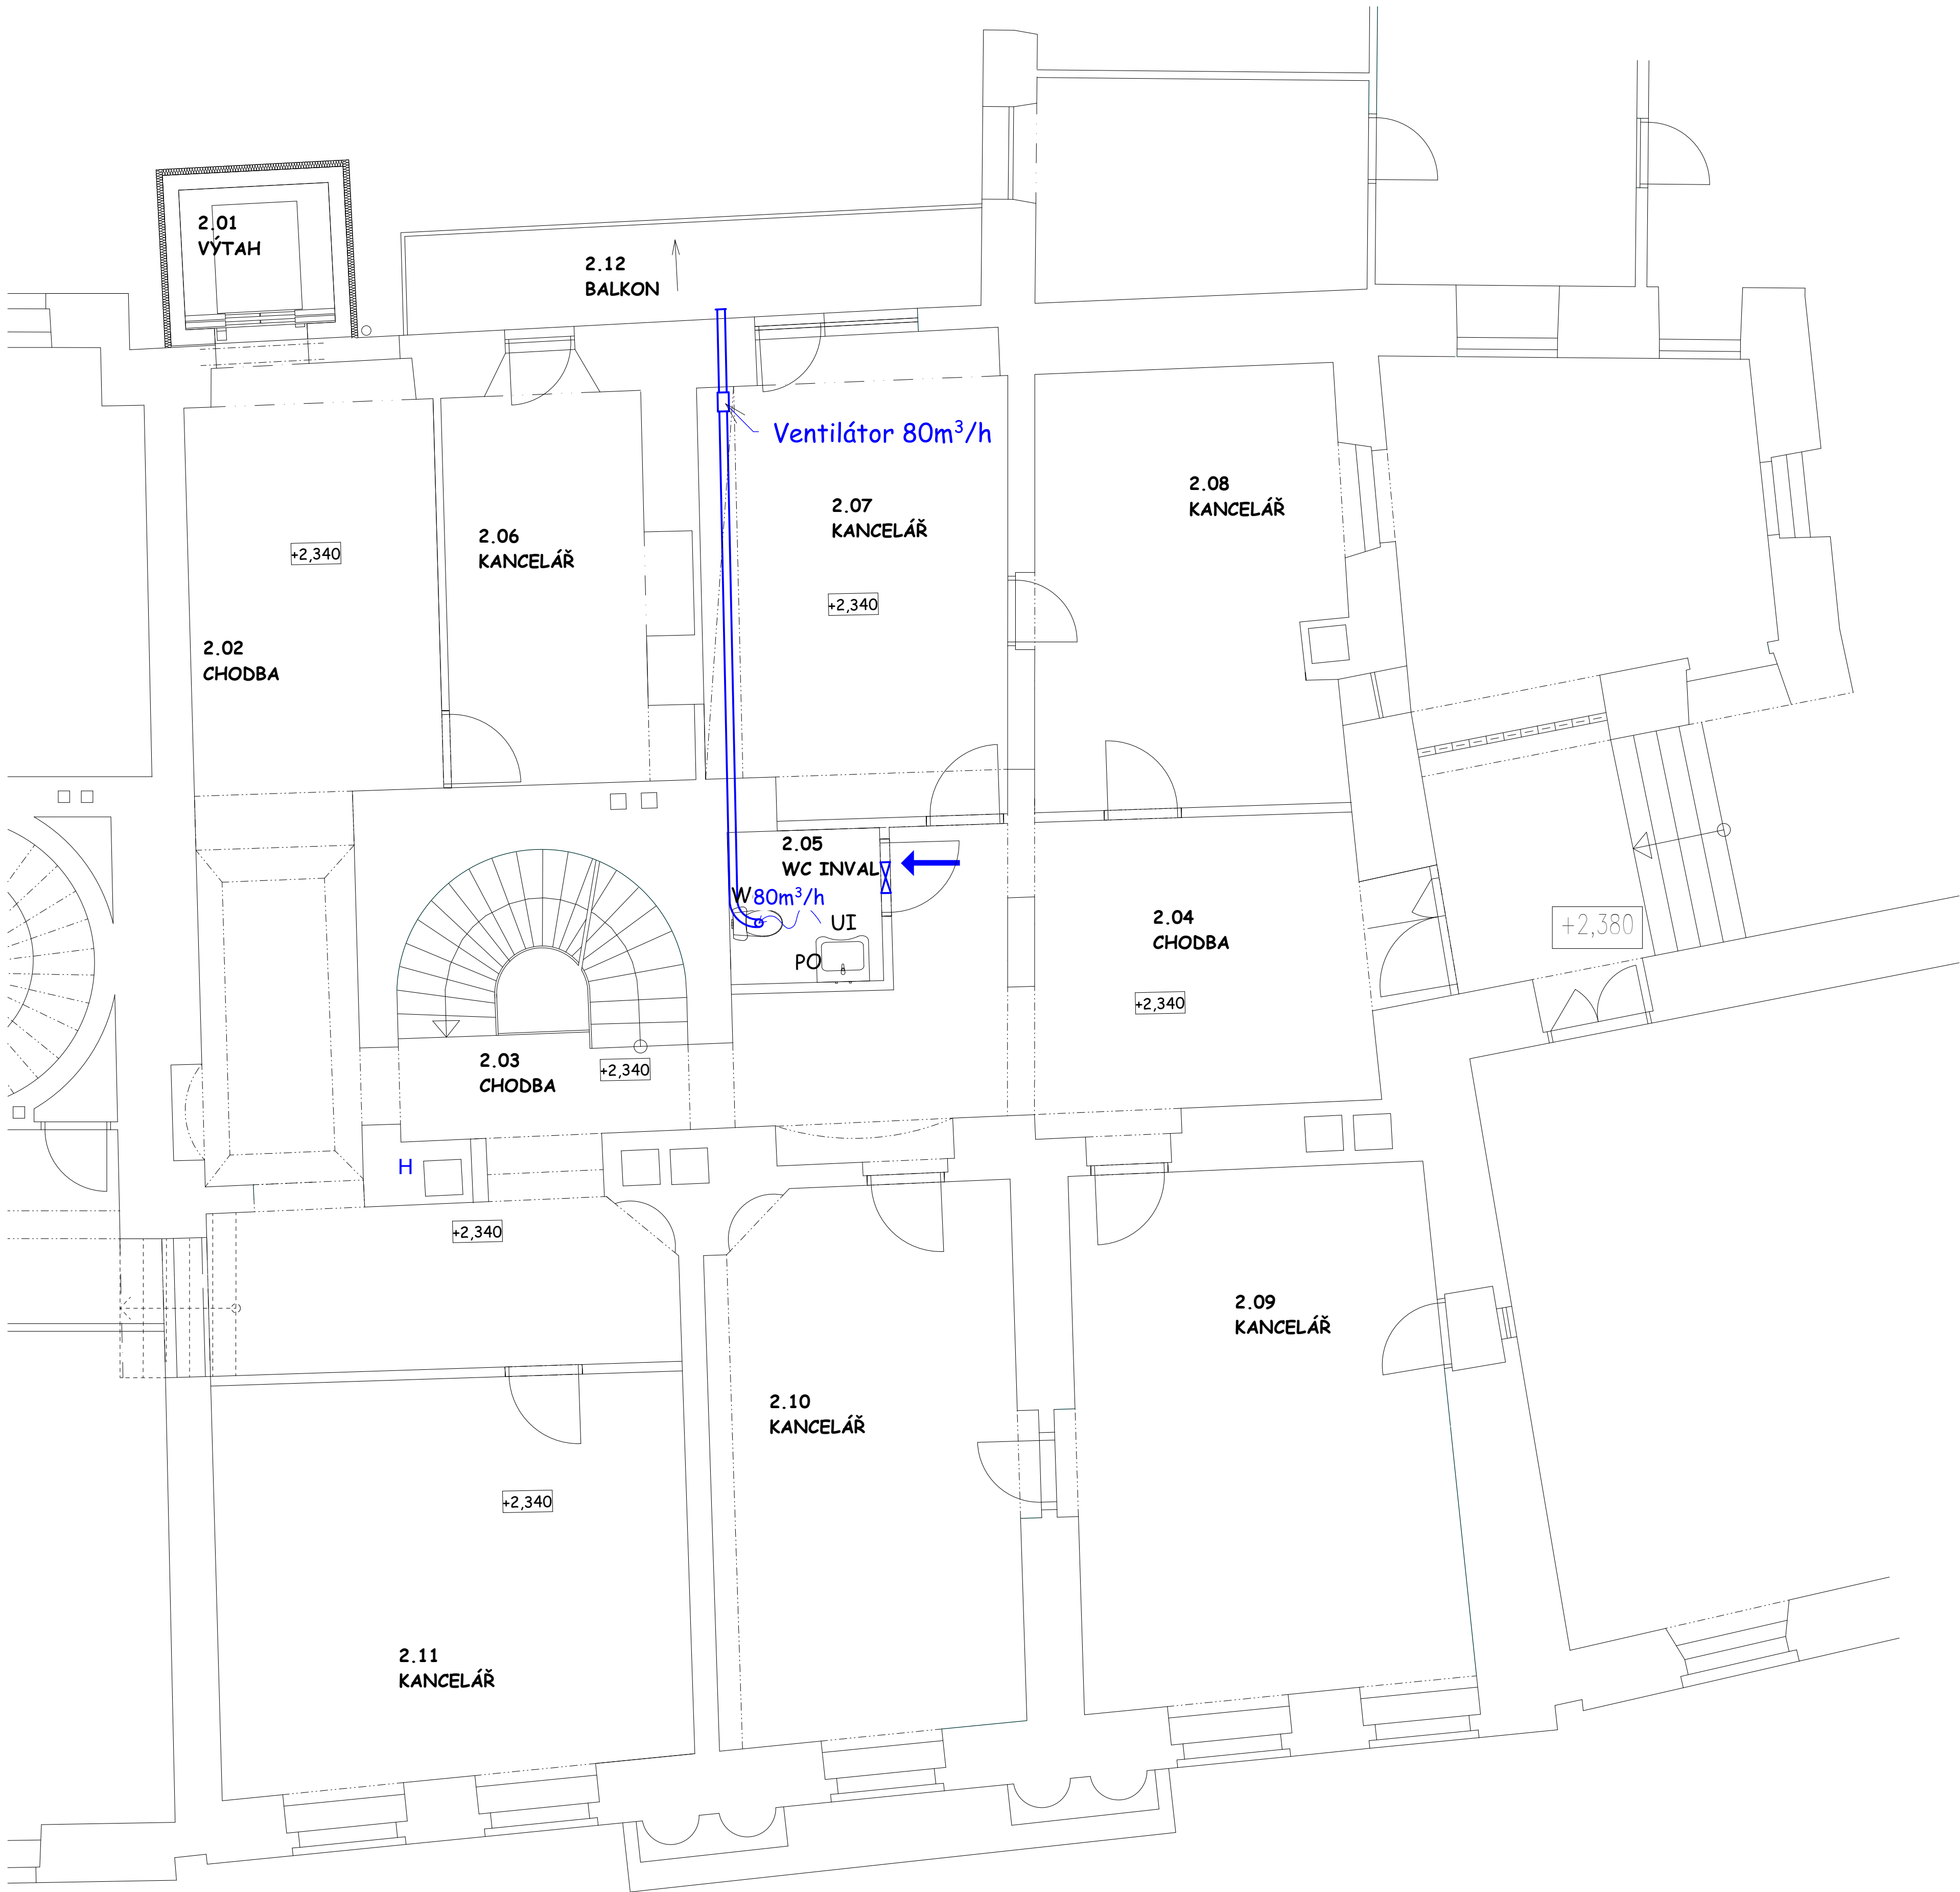 2.01
VÝTAH
2.12
BALKON
Ventilátor 80m³/h
2.08
KANCELÁŘ
2.07
KANCELÁŘ
2.06
KANCELÁŘ
+2,340
+2,340
2.02
CHODBA
2.05
WC INVAL
W
80m³/h
UI
PO
2.04
CHODBA
+2,380
+2,340
2.03
CHODBA
+2,340
H
+2,340
2.09
KANCELÁŘ
2.10
KANCELÁŘ
+2,340
2.11
KANCELÁŘ